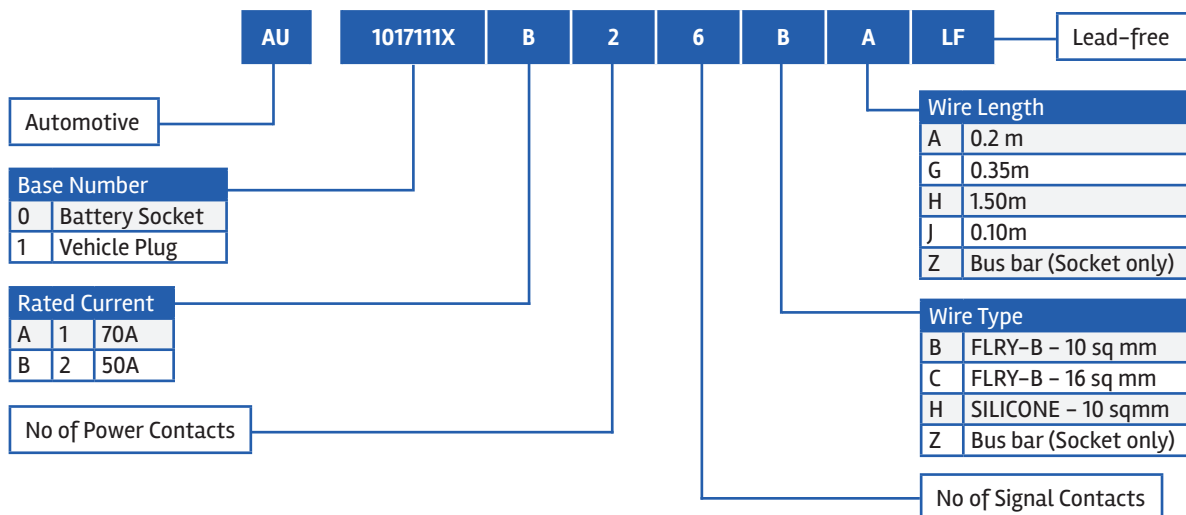 AU 1017111X B 2 6 B A LF
Lead-free
Automotive
Base Number
0 Battery Socket
1 Vehicle Plug
Rated Current
A 1 70A
B 2 50A
No of Power Contacts
Wire Length
A 0.2 m
G 0.35m
H 1.50m
J 0.10m
Z Bus bar (Socket only)
Wire Type
B FLRY-B - 10 sq mm
C FLRY-B - 16 sq mm
H SILICONE - 10 sqmm
Z Bus bar (Socket only)
No of Signal Contacts